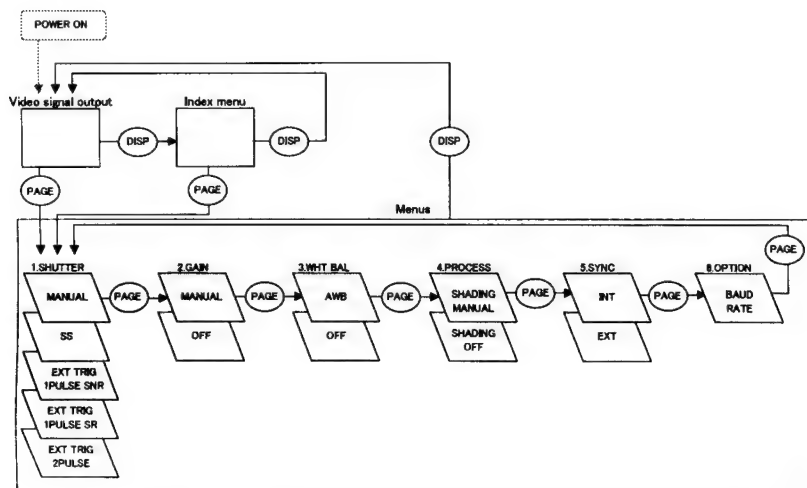 POWER ON
Video signal output
Index menu
DISP
DISP
DISP
PAGE
PAGE
Menus
PAGE
1.SHUTTER
2.GAIN
3.WHT BAL
4.PROCESS
5.SYNC
6.OPTION
MANUAL
PAGE
MANUAL
PAGE
AWB
PAGE
SHADING
MANUAL
PAGE
INT
PAGE
BAUD
RATE
SS
OFF
OFF
SHADING
OFF
EXT
EXT TRIG
1PULSE SNR
EXT TRIG
1PULSE SR
EXT TRIG
2PULSE